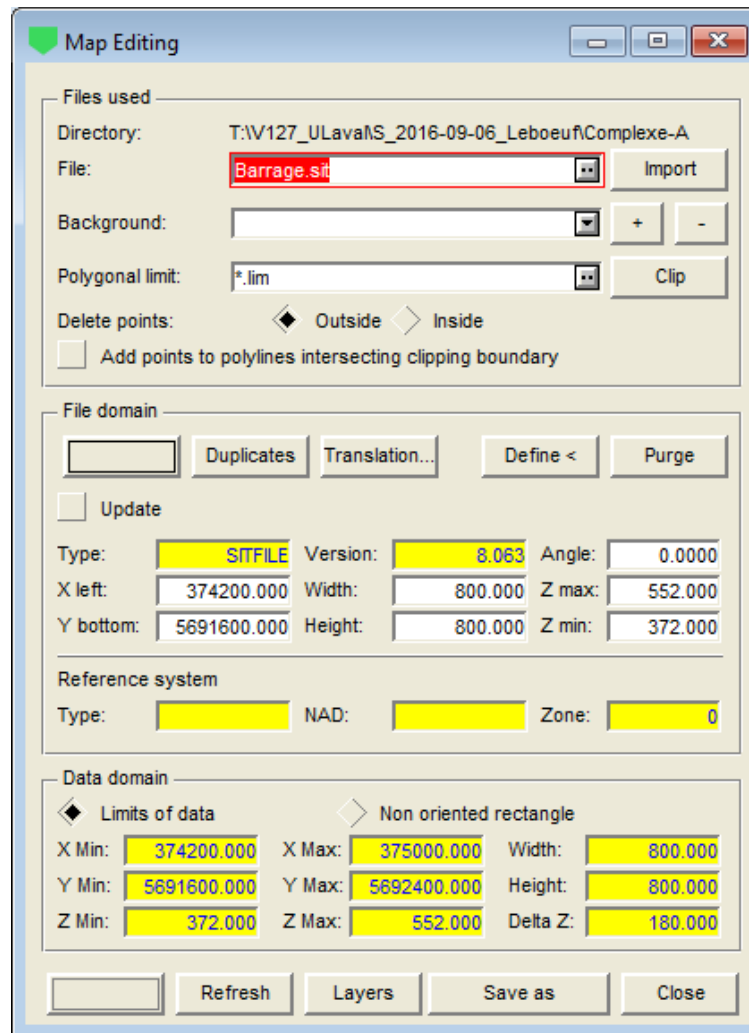 Map Editing
Files used
Directory: T:\V127_ULaval\S_2016-09-06_Leboeuf\Complexe-A
File: Barrage.sit Import
Background: + -
Polygonal limit: *.lim Clip
Delete points: Outside Inside
Add points to polylines intersecting clipping boundary
File domain
Duplicates Translation... Define < Purge
Update
Type: SITFILE Version: 8.063 Angle: 0.0000
X left: 374200.000 Width: 800.000 Z max: 552.000
Y bottom: 5691600.000 Height: 800.000 Z min: 372.000
Reference system
Type: NAD: Zone: 0
Data domain
Limits of data Non oriented rectangle
X Min: 374200.000 X Max: 375000.000 Width: 800.000
Y Min: 5691600.000 Y Max: 5692400.000 Height: 800.000
Z Min: 372.000 Z Max: 552.000 Delta Z: 180.000
Refresh Layers Save as Close